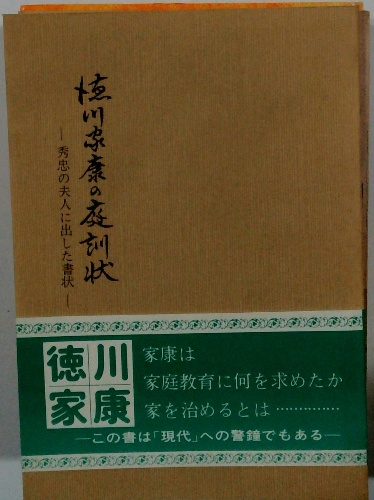 徳川家康の庭訓状
―秀忠の夫人に出した書状―
徳川家康
家康は
家庭教育に何を求めたか
家を治めるとは……………
―この書は「現代」への警鐘でもある―